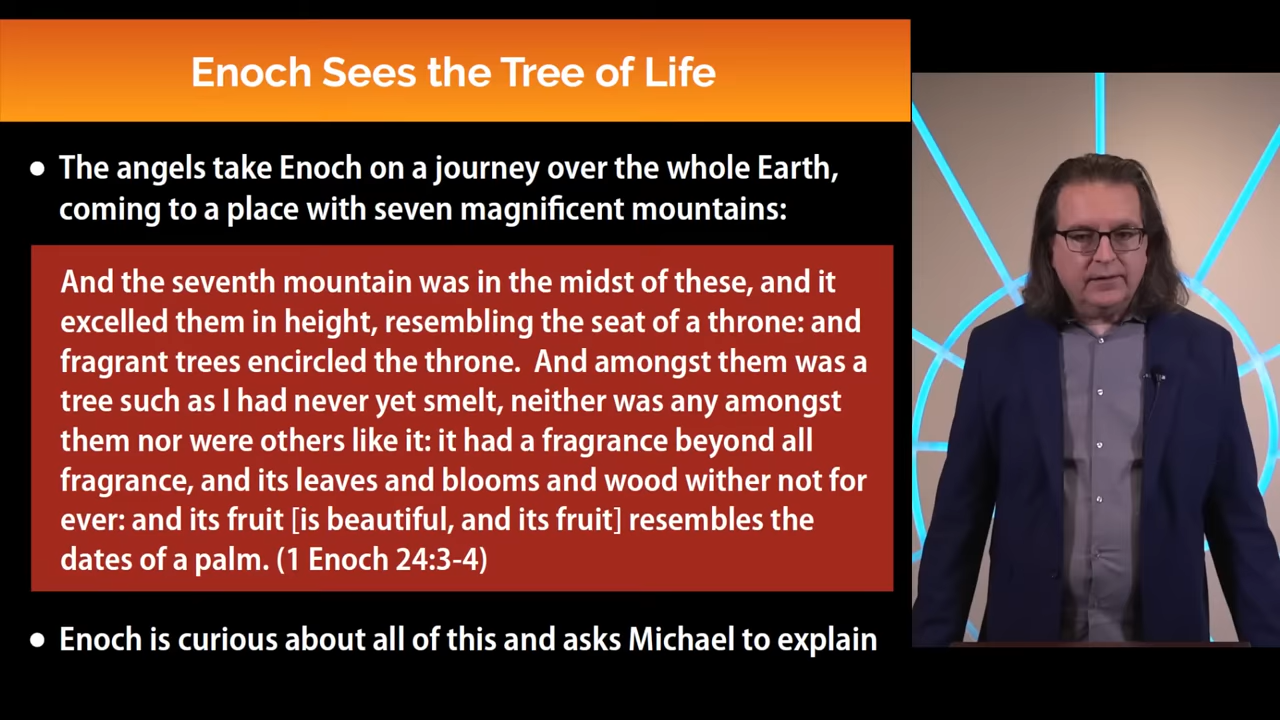 Enoch Sees the Tree of Life
● The angels take Enoch on a journey over the whole Earth,
coming to a place with seven magnificent mountains:
And the seventh mountain was in the midst of these, and it
excelled them in height, resembling the seat of a throne: and
fragrant trees encircled the throne.  And amongst them was a
tree such as I had never yet smelt, neither was any amongst
them nor were others like it: it had a fragrance beyond all
fragrance, and its leaves and blooms and wood wither not for
ever: and its fruit [is beautiful, and its fruit] resembles the
dates of a palm. (1 Enoch 24:3-4)
● Enoch is curious about all of this and asks Michael to explain